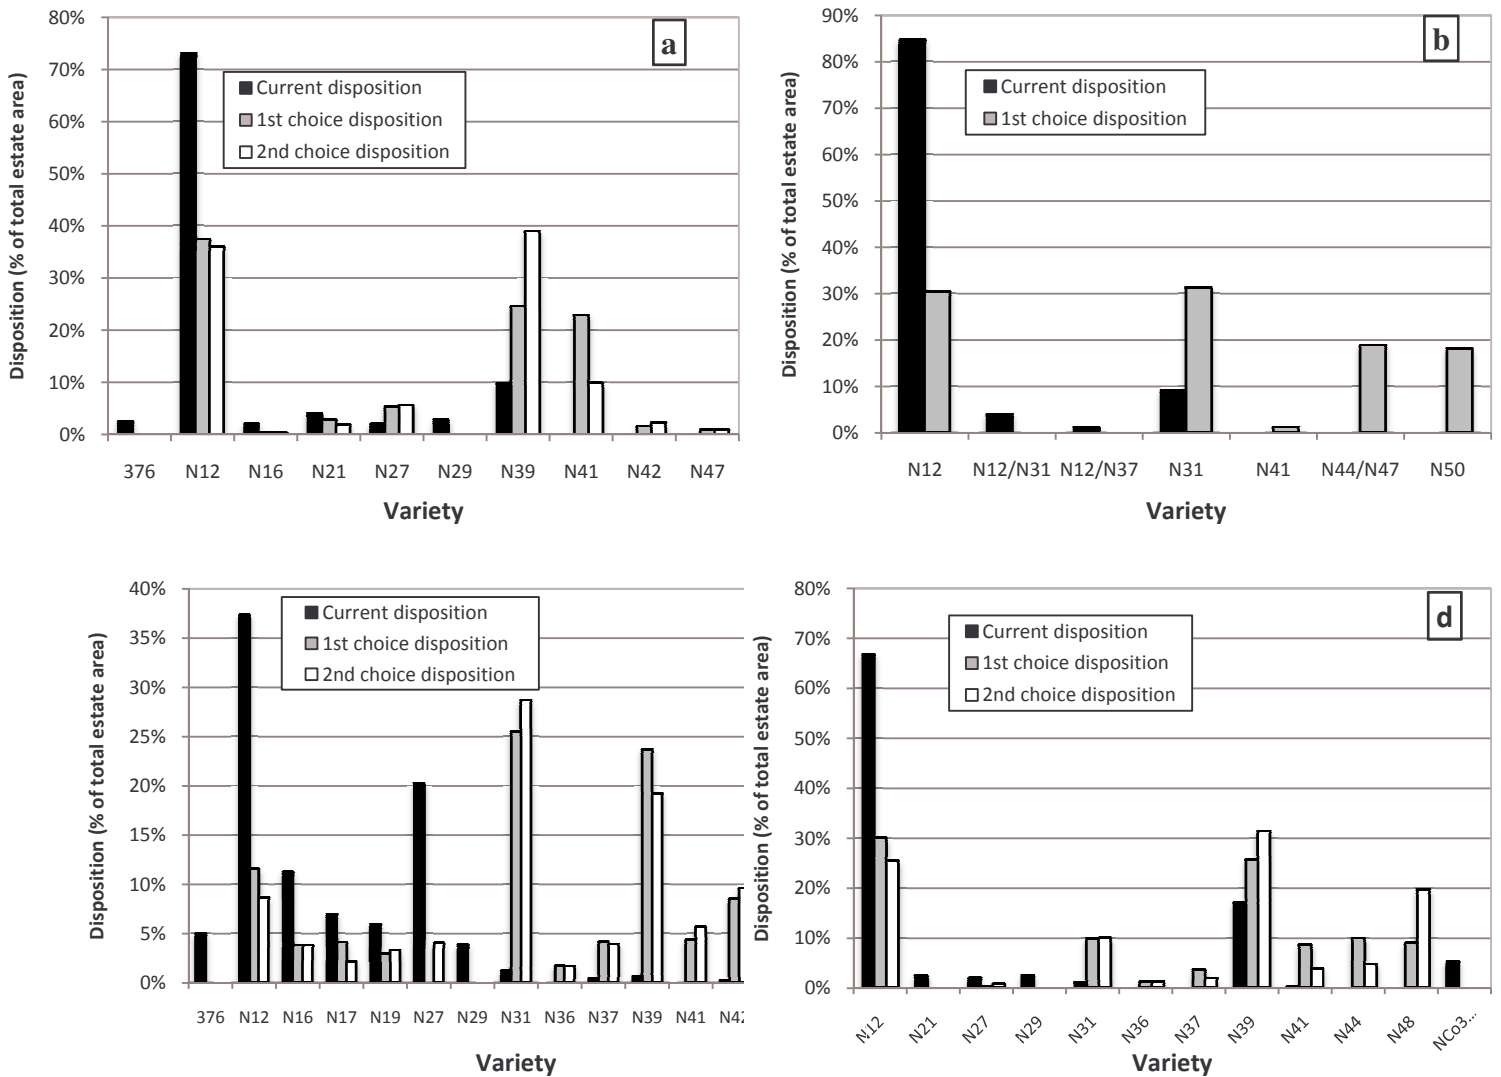 80%
70%
60%
50%
40%
30%
20%
10%
0%
Disposition (% of total estate area)
a
Current disposition
1st choice disposition
2nd choice disposition
376 N12 N16 N21 N27 N29 N39 N41 N42 N47
Variety
90%
80%
70%
60%
50%
40%
30%
20%
10%
0%
Disposition (% of total estate area)
b
Current disposition
1st choice disposition
N12 N12/N31 N12/N37 N31 N41 N44/N47 N50
Variety
40%
35%
30%
25%
20%
15%
10%
5%
0%
Disposition (% of total estate area)
Current disposition
1st choice disposition
2nd choice disposition
376 N12 N16 N17 N19 N27 N29 N31 N36 N37 N39 N41 N42
Variety
80%
70%
60%
50%
40%
30%
20%
10%
0%
Disposition (% of total estate area)
d
Current disposition
1st choice disposition
2nd choice disposition
N12 N21 N27 N29 N31 N36 N37 N39 N41 N44 N48 NCo3...
Variety